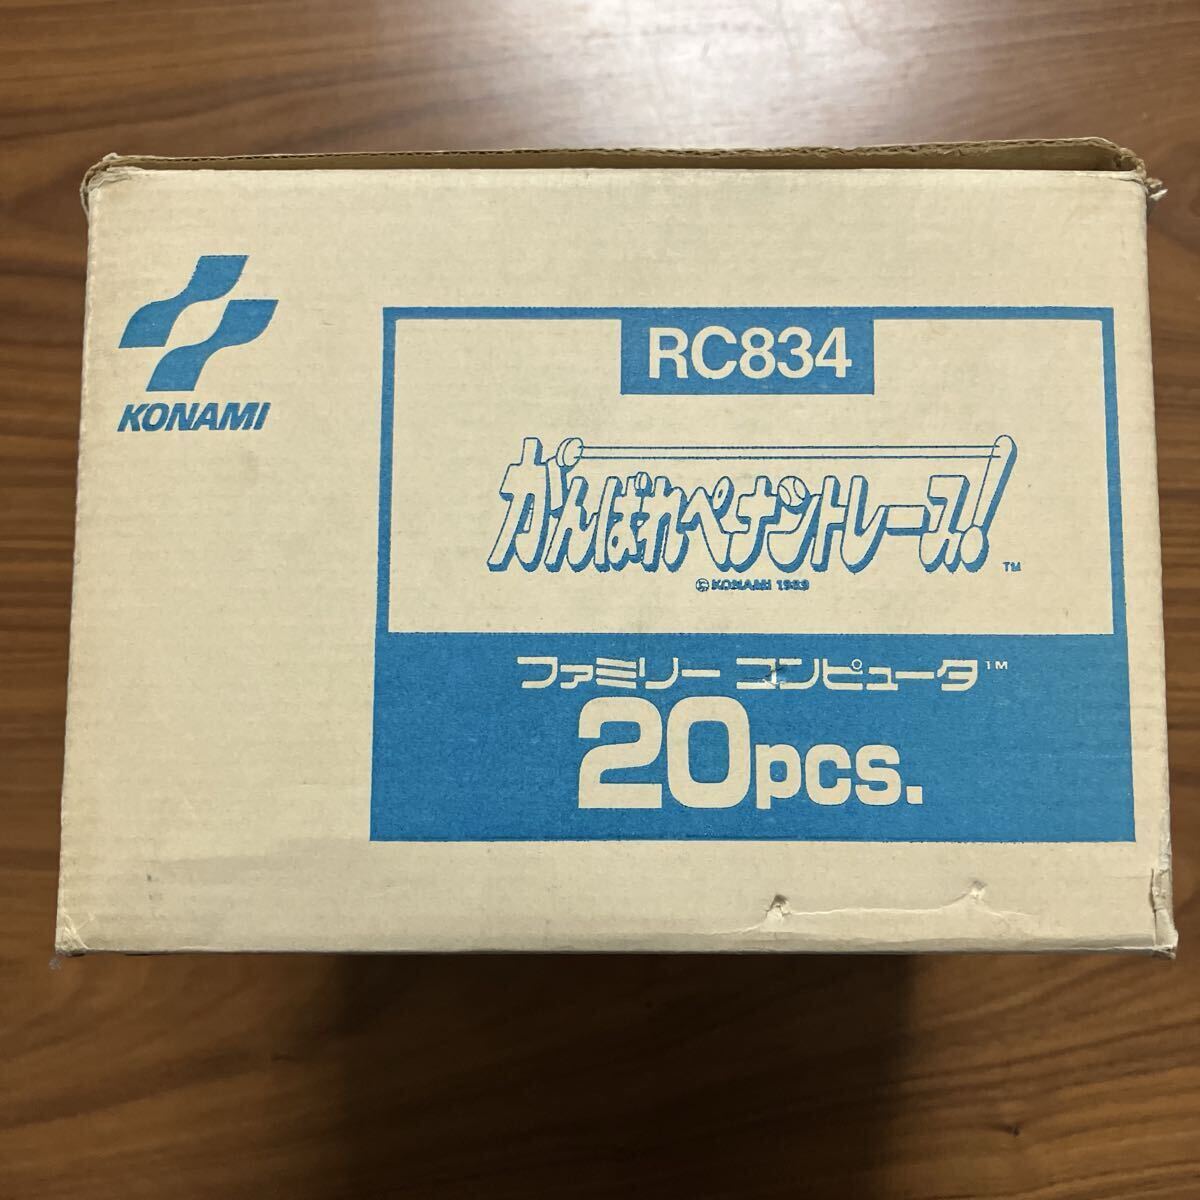 KONAMI
RC834
がんばれペナントレース!
TM
© KONAMI 1989
ファミリー コンピュータ™
20pcs.